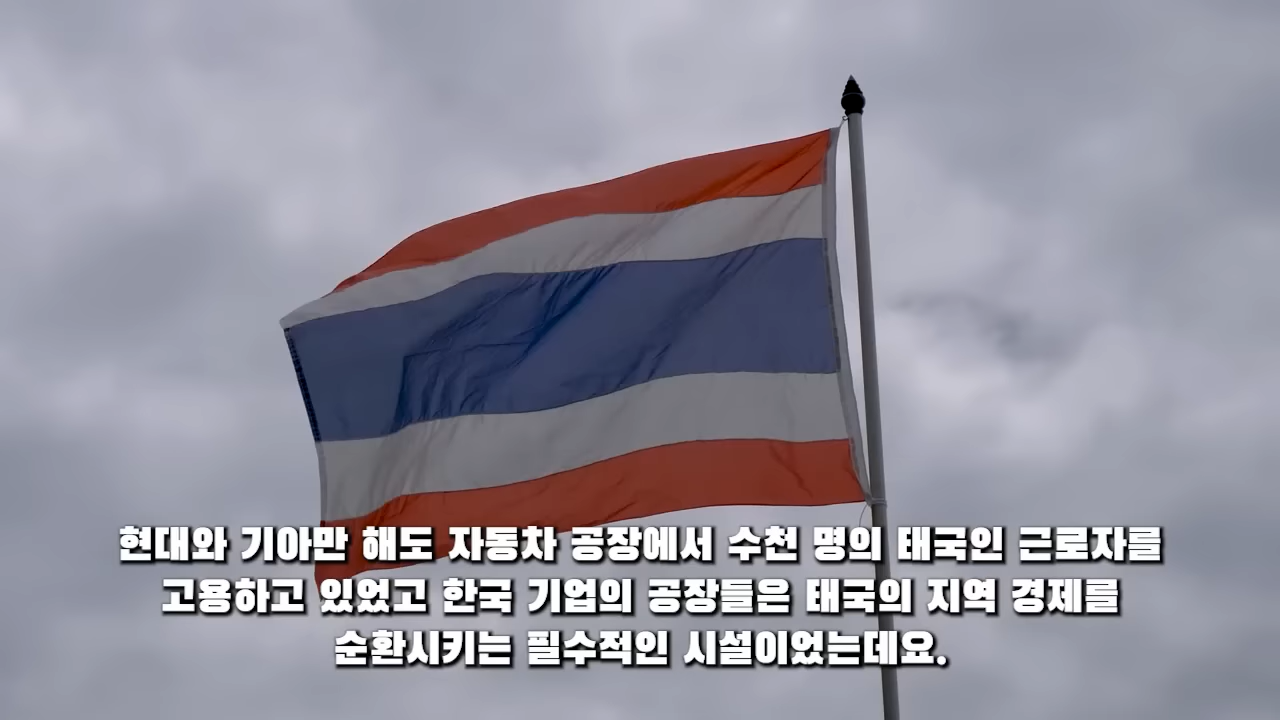 현대와 기아만 해도 자동차 공장에서 수천 명의 태국인 근로자를
고용하고 있었고 한국 기업의 공장들은 태국의 지역 경제를
순환시키는 필수적인 시설이었는데요.